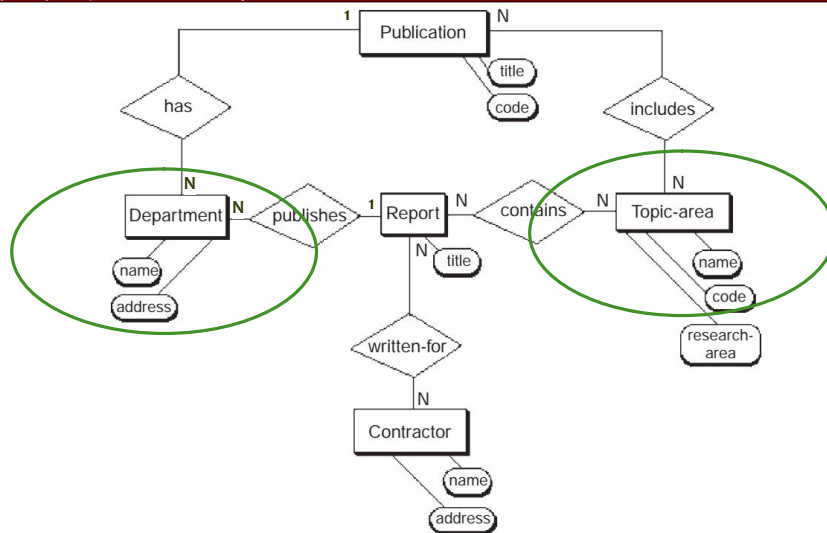 1
Publication
N
title
code
has
includes
N
N
Department
N
publishes
1
Report
N
contains
N
Topic-area
name
address
N
title
name
code
research-
area
written-for
N
Contractor
name
address